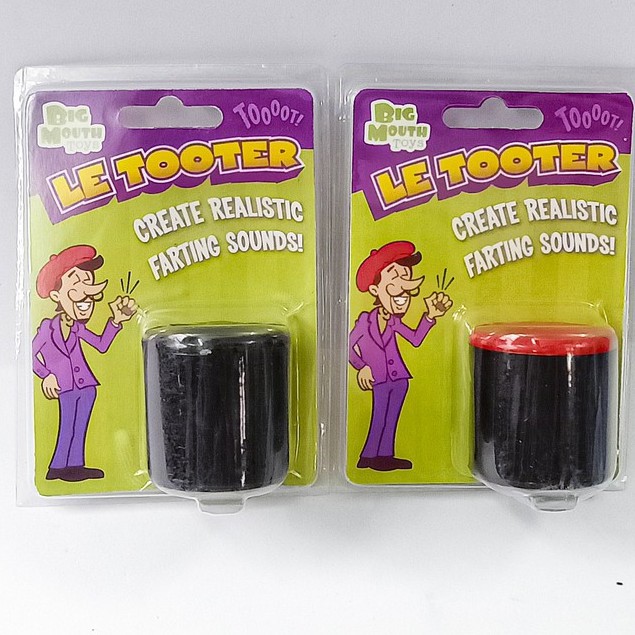 BIG
MOUTH
Toys
TOOOOT!
LE TOOTER
CREATE REALISTIC
FARTING SOUNDS!
BIG
MOUTH
Toys
TOOOOT!
LE TOOTER
CREATE REALISTIC
FARTING SOUNDS!